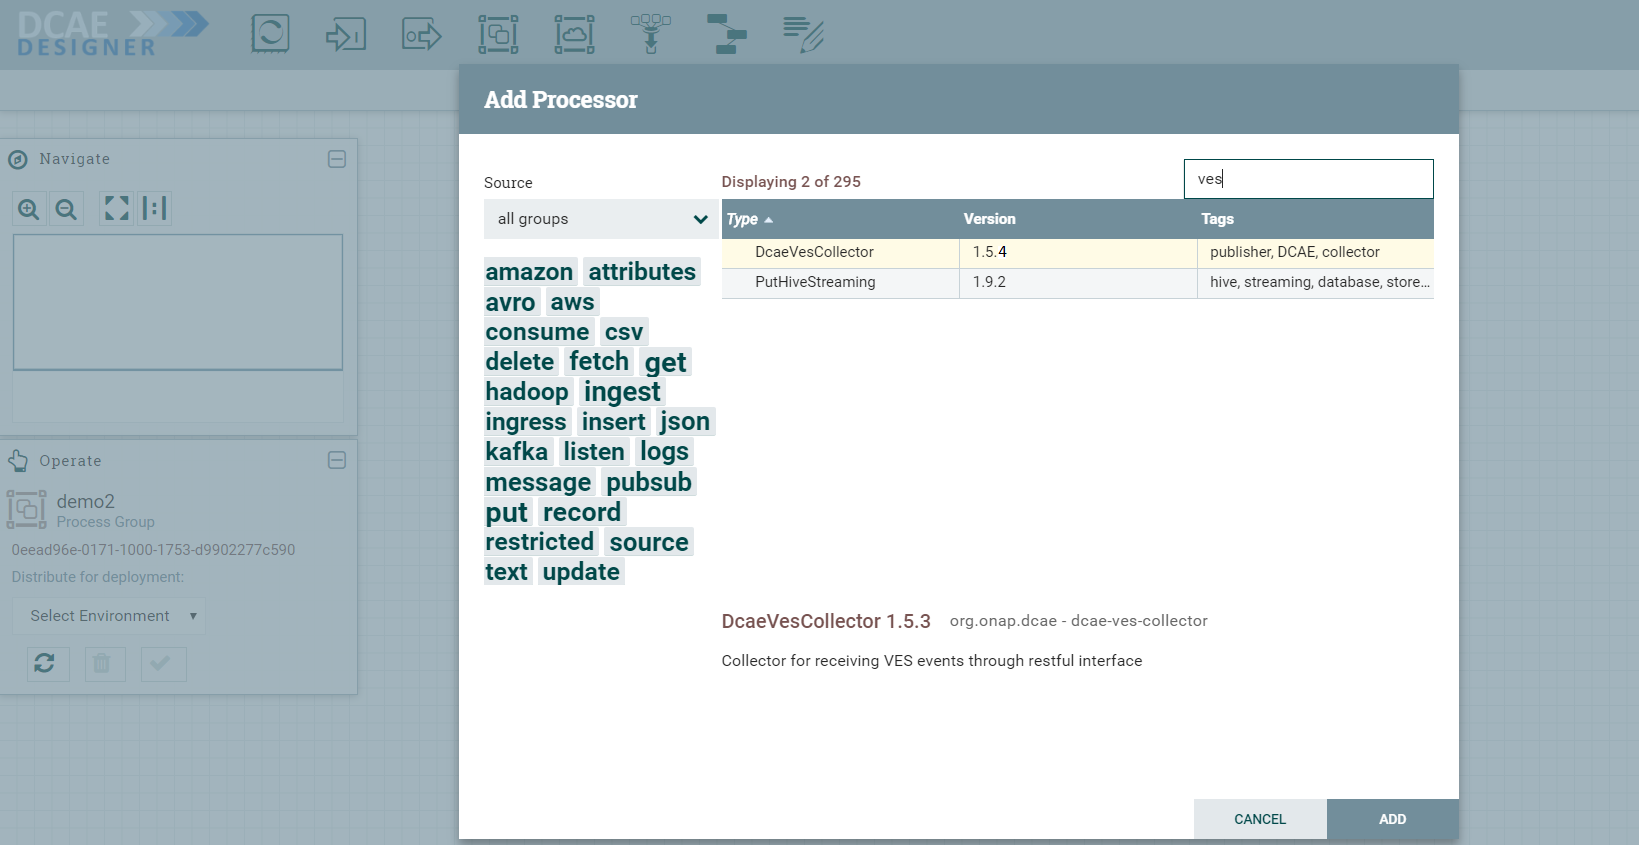 DCAE
DESIGNER
Add Processor
Navigate
Source
Displaying 2 of 295
ves
all groups
Type Version Tags
DcaeVesCollector 1.5.4 publisher, DCAE, collector
PutHiveStreaming 1.9.2 hive, streaming, database, store...
amazon attributes
avro aws
consume csv
delete fetch get
hadoop ingest
ingress insert json
kafka listen logs
message pubsub
put record
restricted source
text update
Operate
demo2
Process Group
0eead96e-0171-1000-1753-d9902277c590
Distribute for deployment:
Select Environment
DcaeVesCollector 1.5.3 org.onap.dcae - dcae-ves-collector
Collector for receiving VES events through restful interface
CANCEL ADD